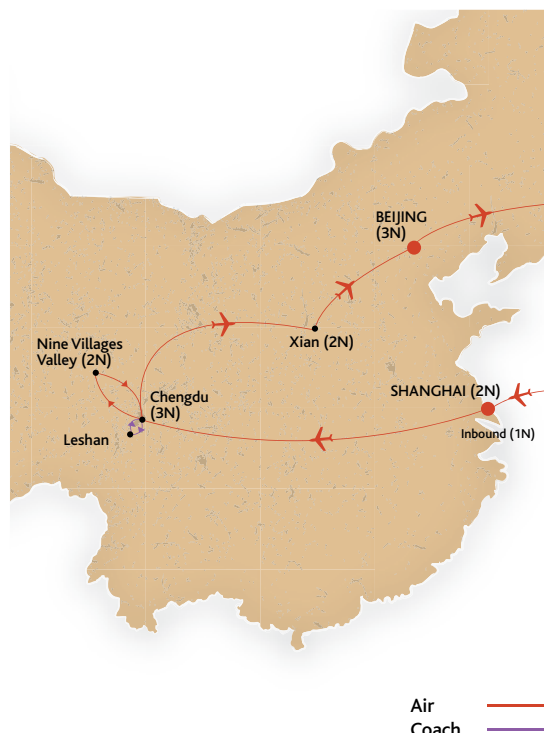 BEIJING
(3N)
Xian (2N)
Nine Villages
Valley (2N)
Chengdu
(3N)
SHANGHAI (2N)
Leshan
Inbound (1N)
Air
Coach